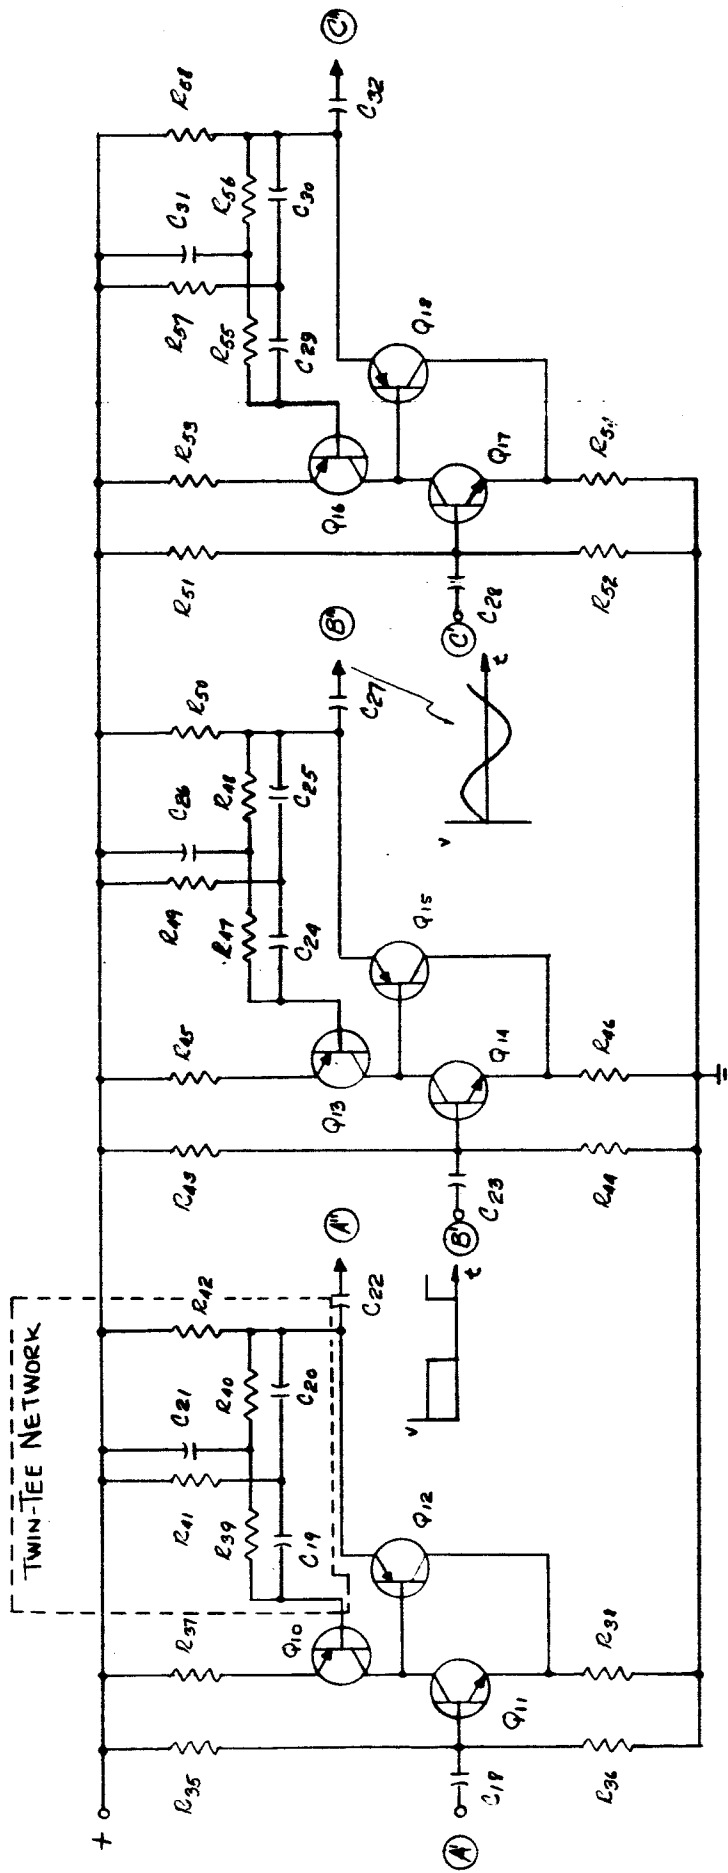 TWIN-TEE NETWORK
+
R35
R37
R41
C21
R42
R39
R40
C19
C20
Q10
A'
C18
Q11
Q12
R36
R38
C22
A"
V
t
R43
R45
R49
C26
R50
R47
R48
C24
C25
Q13
B'
C23
Q14
Q15
R44
R46
C27
B"
V
t
R51
R53
R57
C31
R58
R55
R56
C29
C30
Q16
C'
C28
Q17
Q18
R52
R54
C32
C"